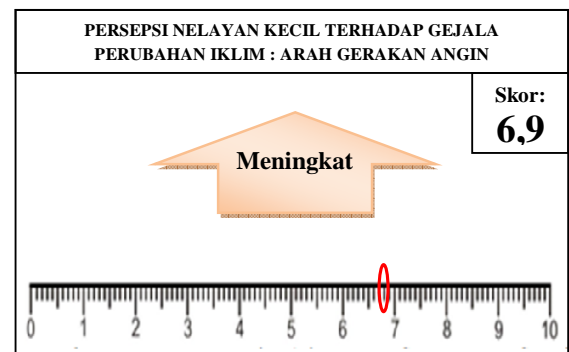 PERSEPSI NELAYAN KECIL TERHADAP GEJALA
PERUBAHAN IKLIM : ARAH GERAKAN ANGIN
Skor:
6,9
Meningkat
0 1 2 3 4 5 6 7 8 9 10